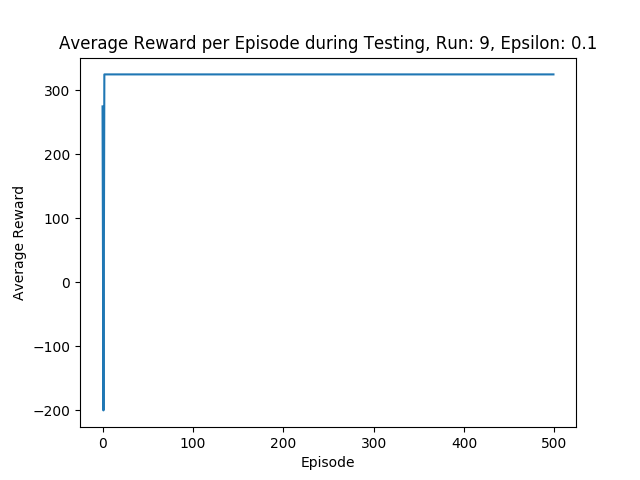 Average Reward per Episode during Testing, Run: 9, Epsilon: 0.1
300
200
100
0
−100
−200
Average Reward
0 100 200 300 400 500
Episode